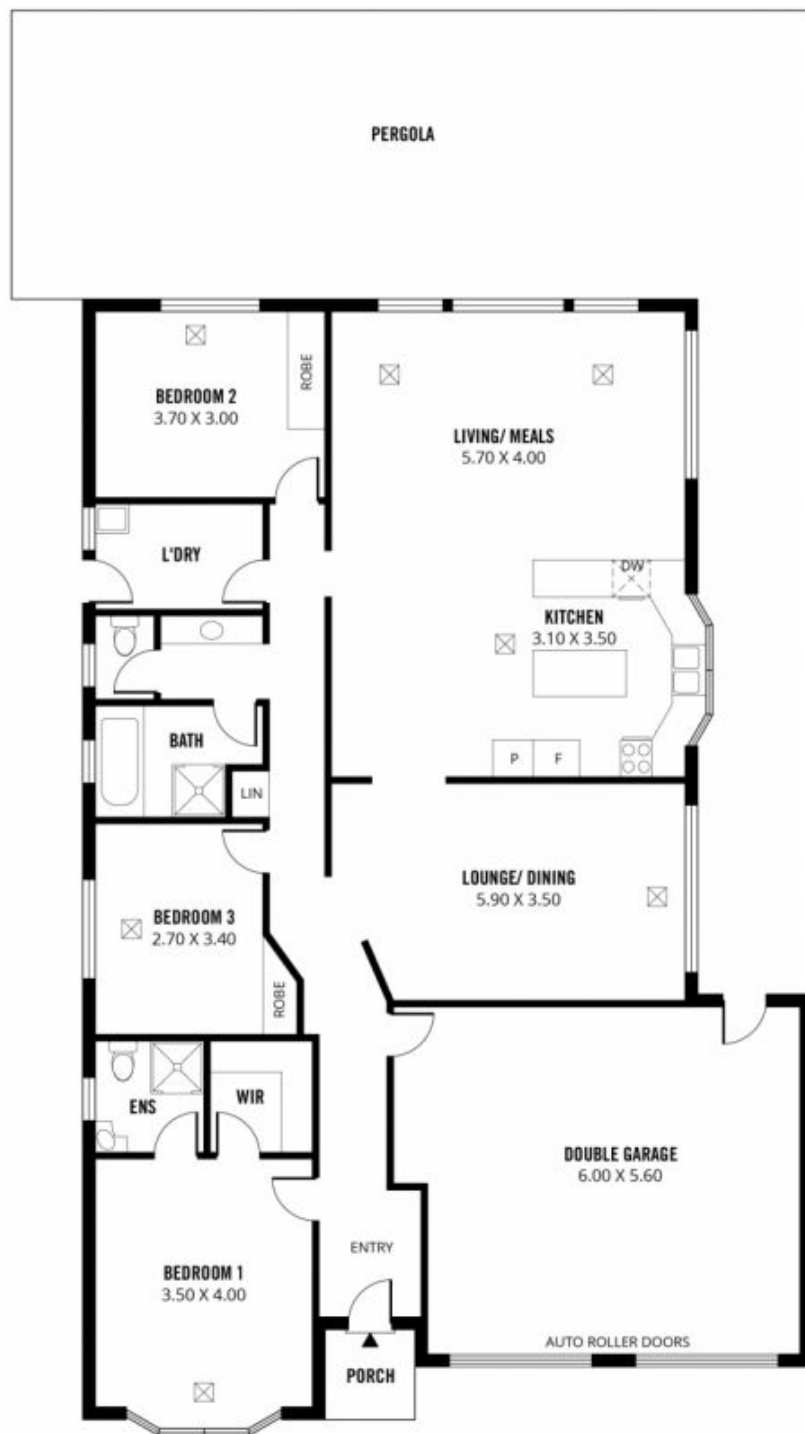 PERGOLA
BEDROOM 2
3.70 X 3.00
ROBE
LIVING/ MEALS
5.70 X 4.00
L'DRY
DW
KITCHEN
3.10 X 3.50
BATH
LIN
P
F
LOUNGE/ DINING
5.90 X 3.50
BEDROOM 3
2.70 X 3.40
ROBE
ENS
WIR
DOUBLE GARAGE
6.00 X 5.60
ENTRY
BEDROOM 1
3.50 X 4.00
AUTO ROLLER DOORS
PORCH